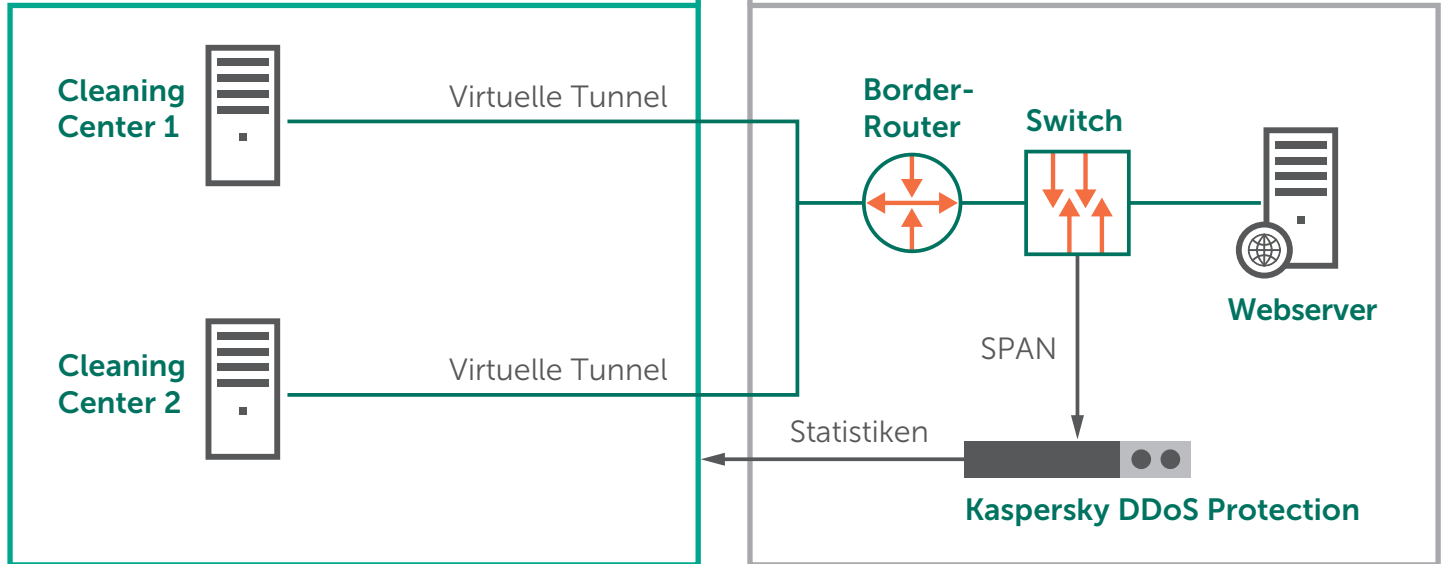 Cleaning
Center 1
Virtuelle Tunnel
Border-
Router
Switch
Webserver
Cleaning
Center 2
Virtuelle Tunnel
SPAN
Statistiken
Kaspersky DDoS Protection